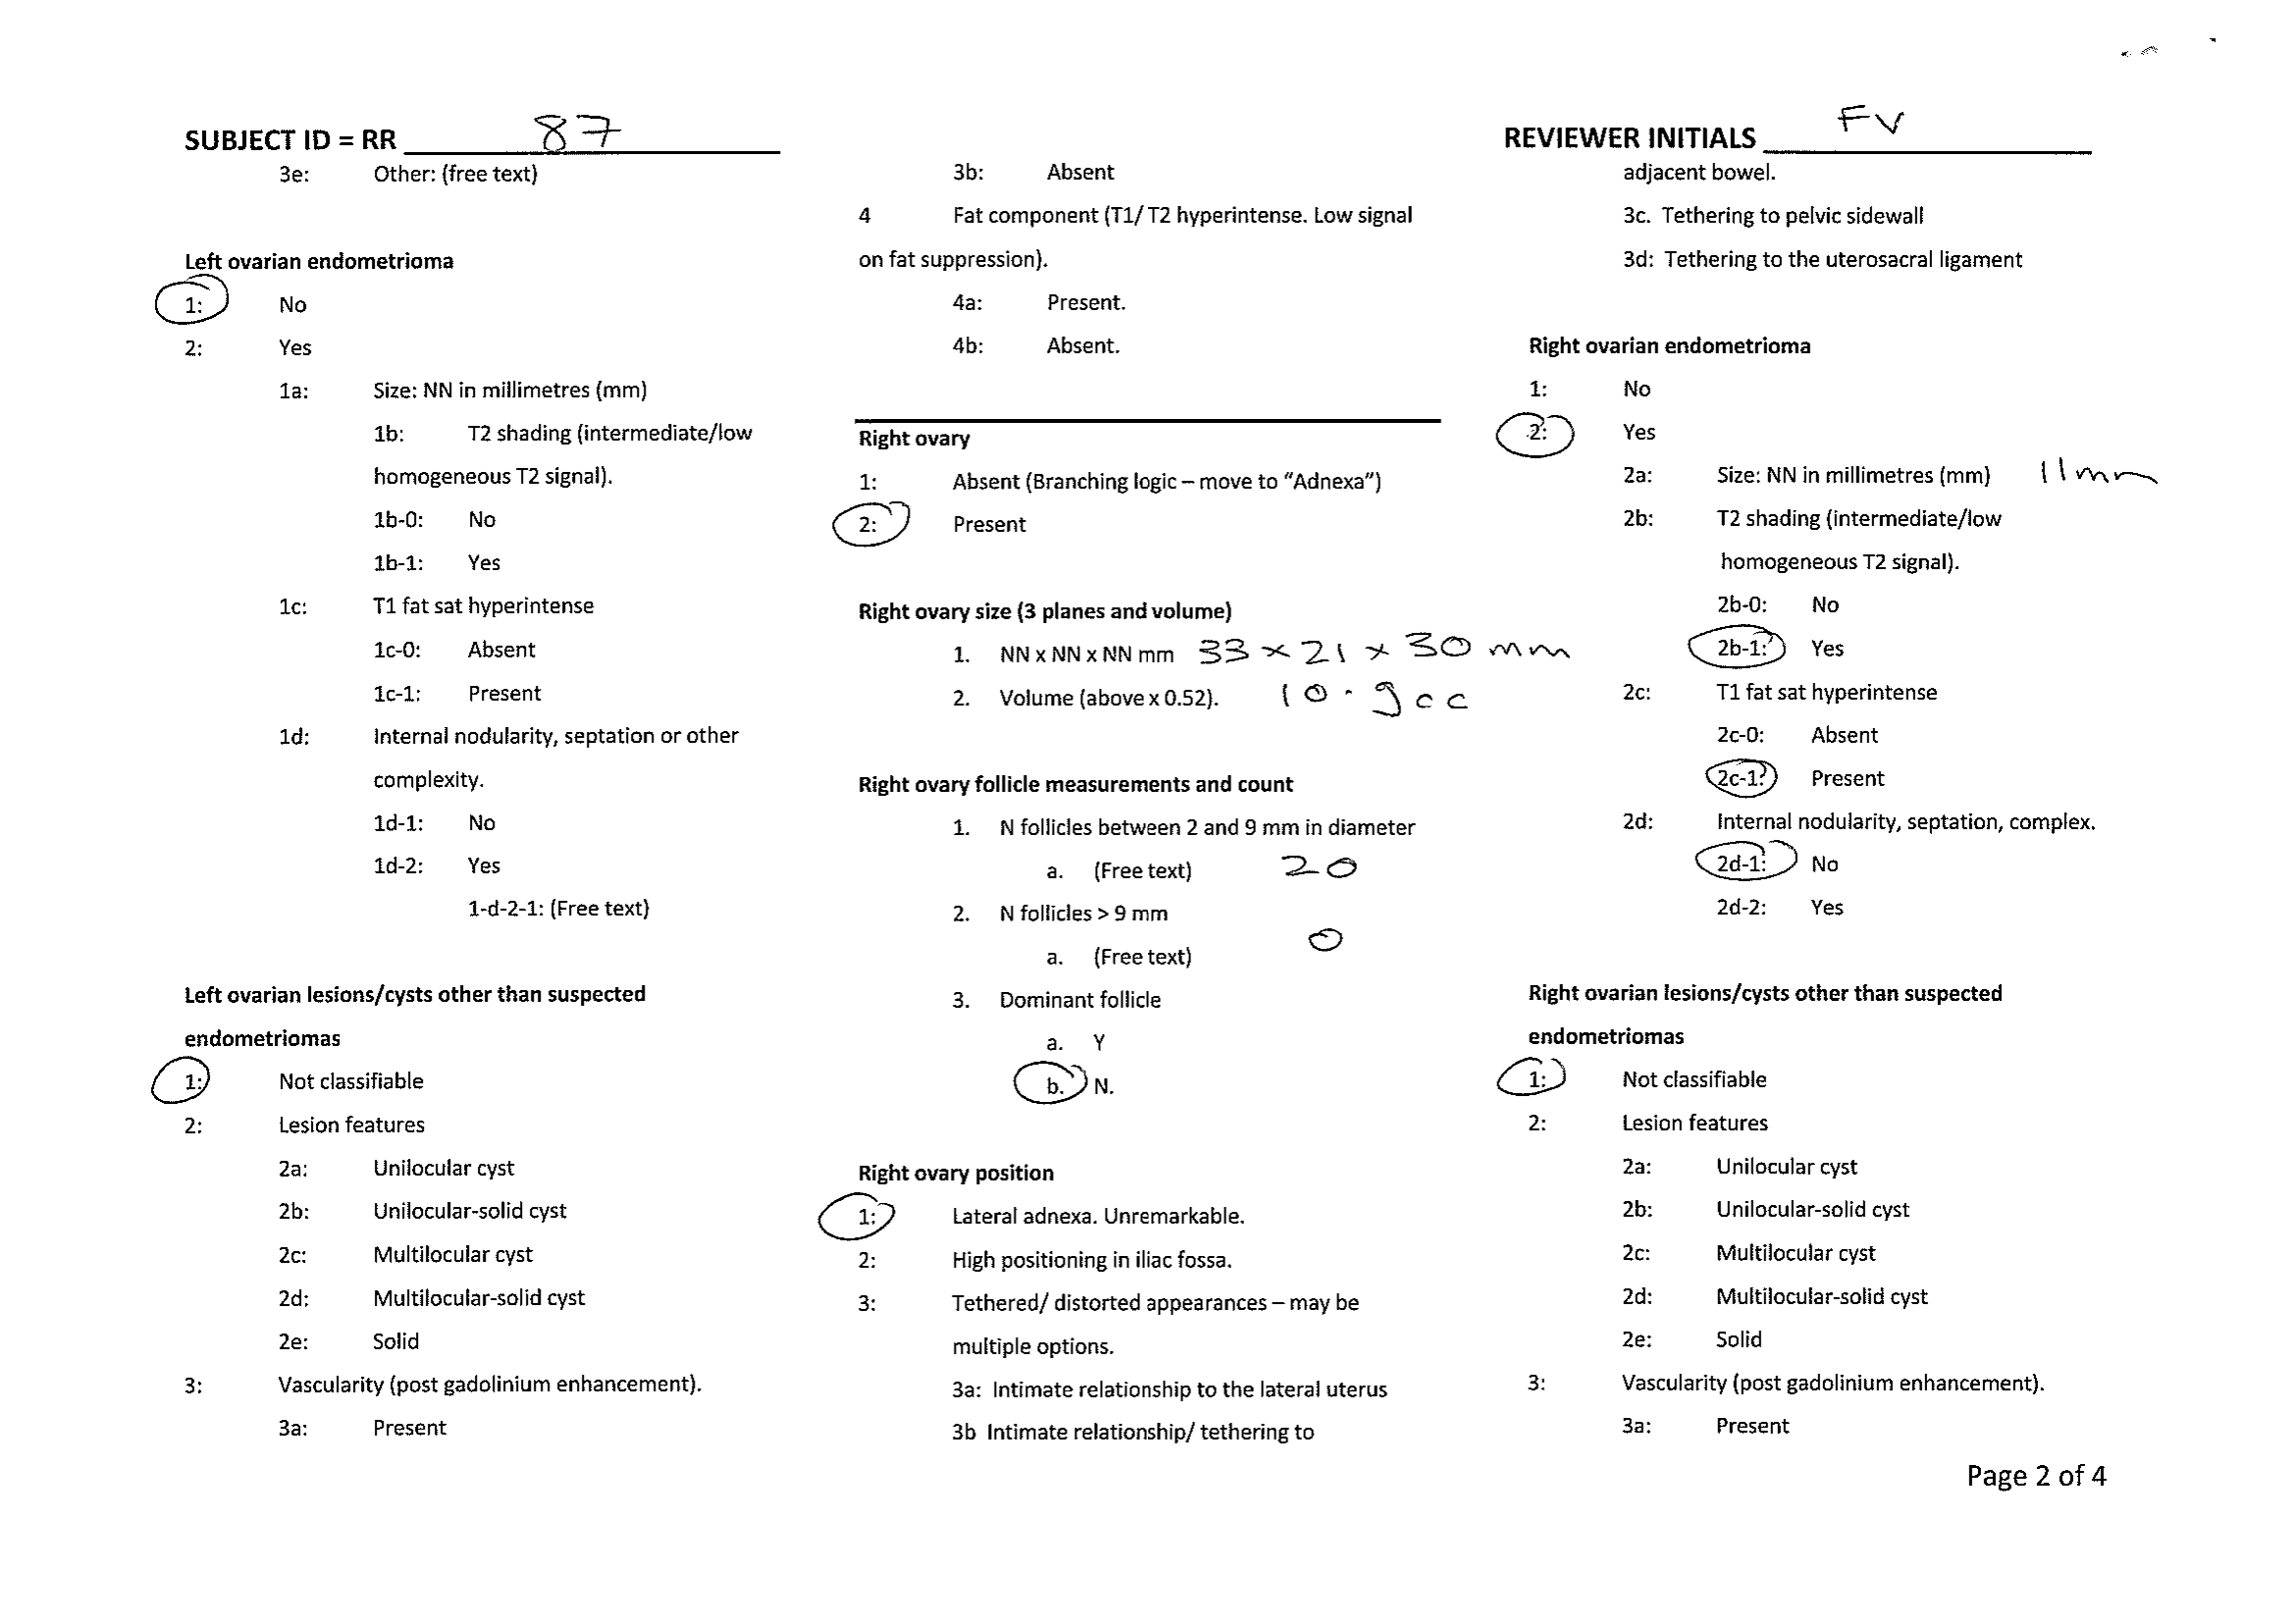 SUBJECT ID = RR 87
3e: Other: (free text)
Left ovarian endometrioma
1: No
2: Yes
1a: Size: NN in millimetres (mm)
1b: T2 shading (intermediate/low
homogeneous T2 signal).
1b-0: No
1b-1: Yes
1c: T1 fat sat hyperintense
1c-0: Absent
1c-1: Present
1d: Internal nodularity, septation or other
complexity.
1d-1: No
1d-2: Yes
1-d-2-1: (Free text)
Left ovarian lesions/cysts other than suspected
endometriomas
1: Not classifiable
2: Lesion features
2a: Unilocular cyst
2b: Unilocular-solid cyst
2c: Multilocular cyst
2d: Multilocular-solid cyst
2e: Solid
3: Vascularity (post gadolinium enhancement).
3a: Present
3b: Absent
4 Fat component (T1/ T2 hyperintense. Low signal
on fat suppression).
4a: Present.
4b: Absent.
Right ovary
1: Absent (Branching logic – move to “Adnexa”)
2: Present
Right ovary size (3 planes and volume)
1. NN x NN x NN mm 33 x 21 x 30 mm
2. Volume (above x 0.52). 10.9cc
Right ovary follicle measurements and count
1. N follicles between 2 and 9 mm in diameter
a. (Free text) 20
2. N follicles > 9 mm
a. (Free text) 0
3. Dominant follicle
a. Y
b. N.
Right ovary position
1: Lateral adnexa. Unremarkable.
2: High positioning in iliac fossa.
3: Tethered/ distorted appearances – may be
multiple options.
3a: Intimate relationship to the lateral uterus
3b Intimate relationship/ tethering to
REVIEWER INITIALS FV
adjacent bowel.
3c. Tethering to pelvic sidewall
3d: Tethering to the uterosacral ligament
Right ovarian endometrioma
1: No
2: Yes
2a: Size: NN in millimetres (mm) 11mm
2b: T2 shading (intermediate/low
homogeneous T2 signal).
2b-0: No
2b-1: Yes
2c: T1 fat sat hyperintense
2c-0: Absent
2c-1: Present
2d: Internal nodularity, septation, complex.
2d-1: No
2d-2: Yes
Right ovarian lesions/cysts other than suspected
endometriomas
1: Not classifiable
2: Lesion features
2a: Unilocular cyst
2b: Unilocular-solid cyst
2c: Multilocular cyst
2d: Multilocular-solid cyst
2e: Solid
3: Vascularity (post gadolinium enhancement).
3a: Present
Page 2 of 4